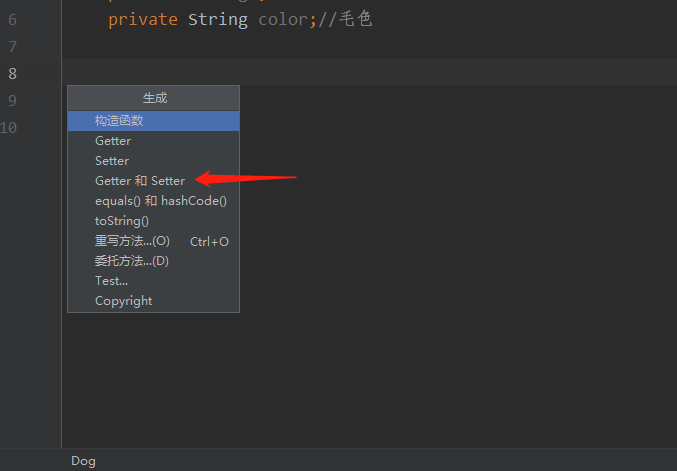 6 private String color;//毛色
7
8
9
10
生成
构造函数
Getter
Setter
Getter 和 Setter
equals() 和 hashCode()
toString()
重写方法...(O) Ctrl+O
委托方法...(D)
Test...
Copyright
Dog